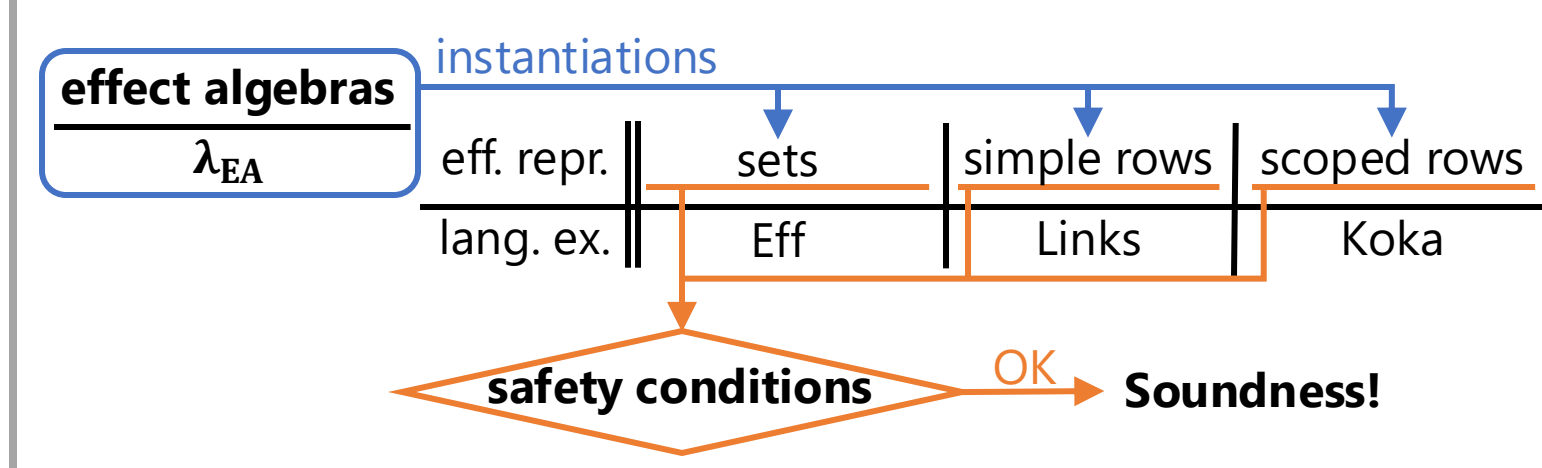 instantiations
effect algebras
λEA
eff. repr. sets simple rows scoped rows
lang. ex. Eff Links Koka
safety conditions OK Soundness!